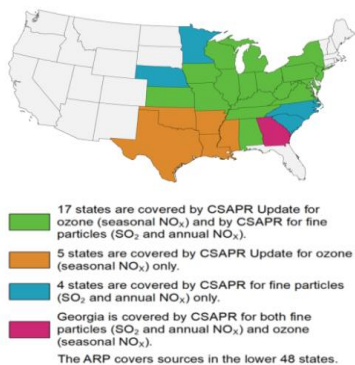 17 states are covered by CSAPR Update for
ozone (seasonal NOX) and by CSAPR for fine
particles (SO2 and annual NOX).
5 states are covered by CSAPR Update for ozone
(seasonal NOX) only.
4 states are covered by CSAPR for fine particles
(SO2 and annual NOX) only.
Georgia is covered by CSAPR for both fine
particles (SO2 and annual NOX) and ozone
(seasonal NOX).
The ARP covers sources in the lower 48 states.